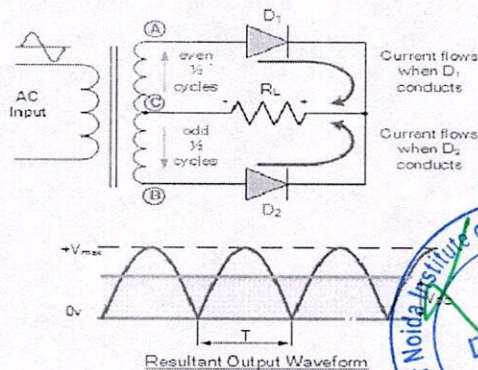 D₁
A
AC
Input
even
½
cycles
Current flows
when D₁
conducts
C
- R_L +
odd
½
cycles
Current flows
when D₂
conducts
B
D₂
+Vmax
0v
T
Resultant Output Waveform
Noida Institute